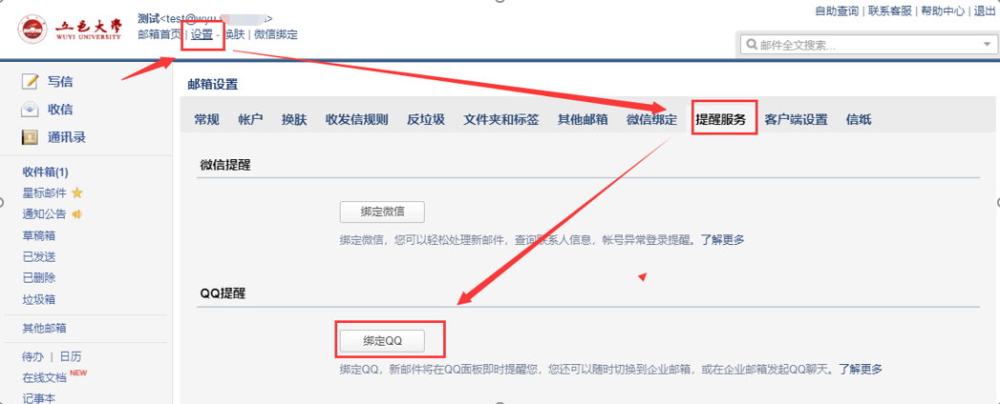 五邑大學
WUYI UNIVERSITY
测试<test@wyu.
邮箱首页 | 设置 - 换肤 | 微信绑定
自助查询 | 联系客服 | 帮助中心 | 退出
邮件全文搜索...
写信
收信
通讯录
收件箱(1)
星标邮件
通知公告
草稿箱
已发送
已删除
垃圾箱
其他邮箱
待办 | 日历
在线文档 NEW
记事本
邮箱设置
常规 帐户 换肤 收发信规则 反垃圾 文件夹和标签 其他邮箱 微信绑定 提醒服务 客户端设置 信纸
微信提醒
绑定微信
绑定微信，您可以轻松处理新邮件，查询联系人信息，帐号异常登录提醒。了解更多
QQ提醒
绑定QQ
绑定QQ，新邮件将在QQ面板即时提醒您，您还可以随时切换到企业邮箱，或在企业邮箱发起QQ聊天。了解更多